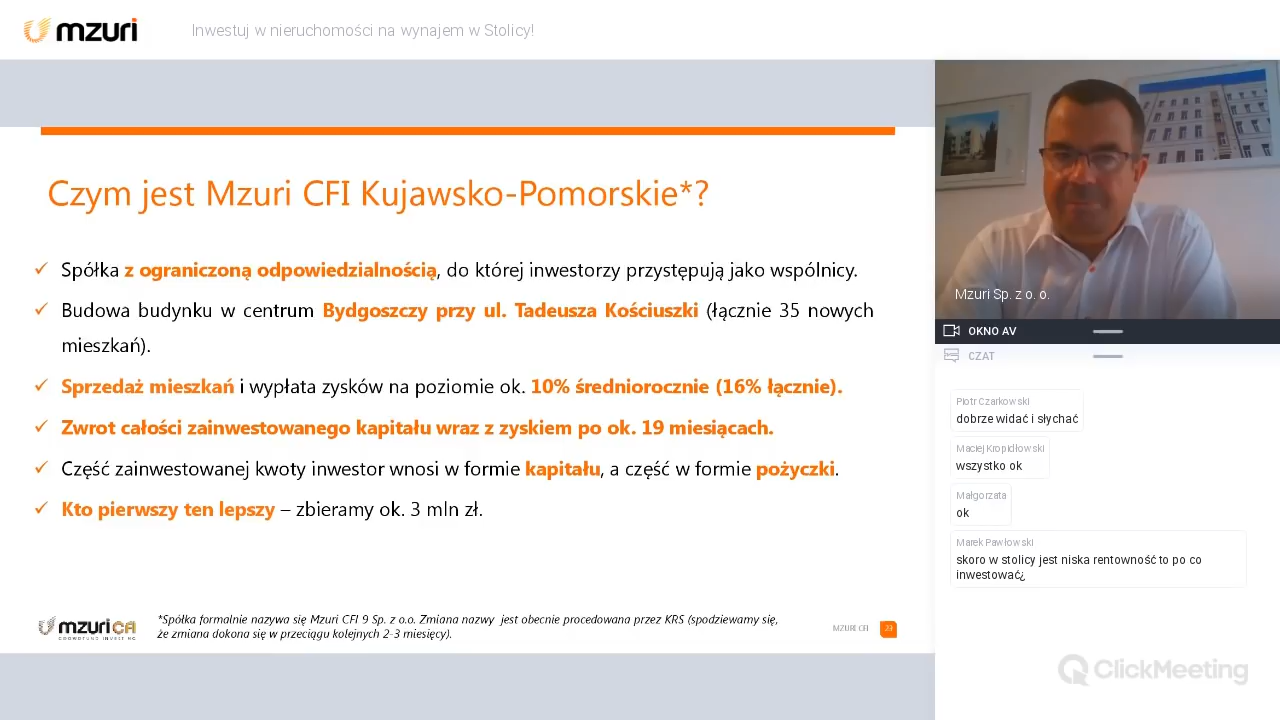 mzuri
Inwestuj w nieruchomości na wynajem w Stolicy!
Czym jest Mzuri CFI Kujawsko-Pomorskie*?
✓ Spółka z ograniczoną odpowiedzialnością, do której inwestorzy przystępują jako wspólnicy.
✓ Budowa budynku w centrum Bydgoszczy przy ul. Tadeusza Kościuszki (łącznie 35 nowych
mieszkań).
✓ Sprzedaż mieszkań i wypłata zysków na poziomie ok. 10% średniorocznie (16% łącznie).
✓ Zwrot całości zainwestowanego kapitału wraz z zyskiem po ok. 19 miesiącach.
✓ Część zainwestowanej kwoty inwestor wnosi w formie kapitału, a część w formie pożyczki.
✓ Kto pierwszy ten lepszy – zbieramy ok. 3 mln zł.
mzuri CFI
CROWDFUND INVESTING
*Spółka formalnie nazywa się Mzuri CFI 9 Sp. z o.o. Zmiana nazwy jest obecnie procedowana przez KRS (spodziewamy się,
że zmiana dokona się w przeciągu kolejnych 2-3 miesięcy).
MZURI CFI
23
Mzuri Sp. z o. o.
OKNO AV
CZAT
Piotr Czarkowski
dobrze widać i słychać
Maciej Kropidłowski
wszystko ok
Małgorzata
ok
Marek Pawłowski
skoro w stolicy jest niska rentowność to po co
inwestować¿
ClickMeeting